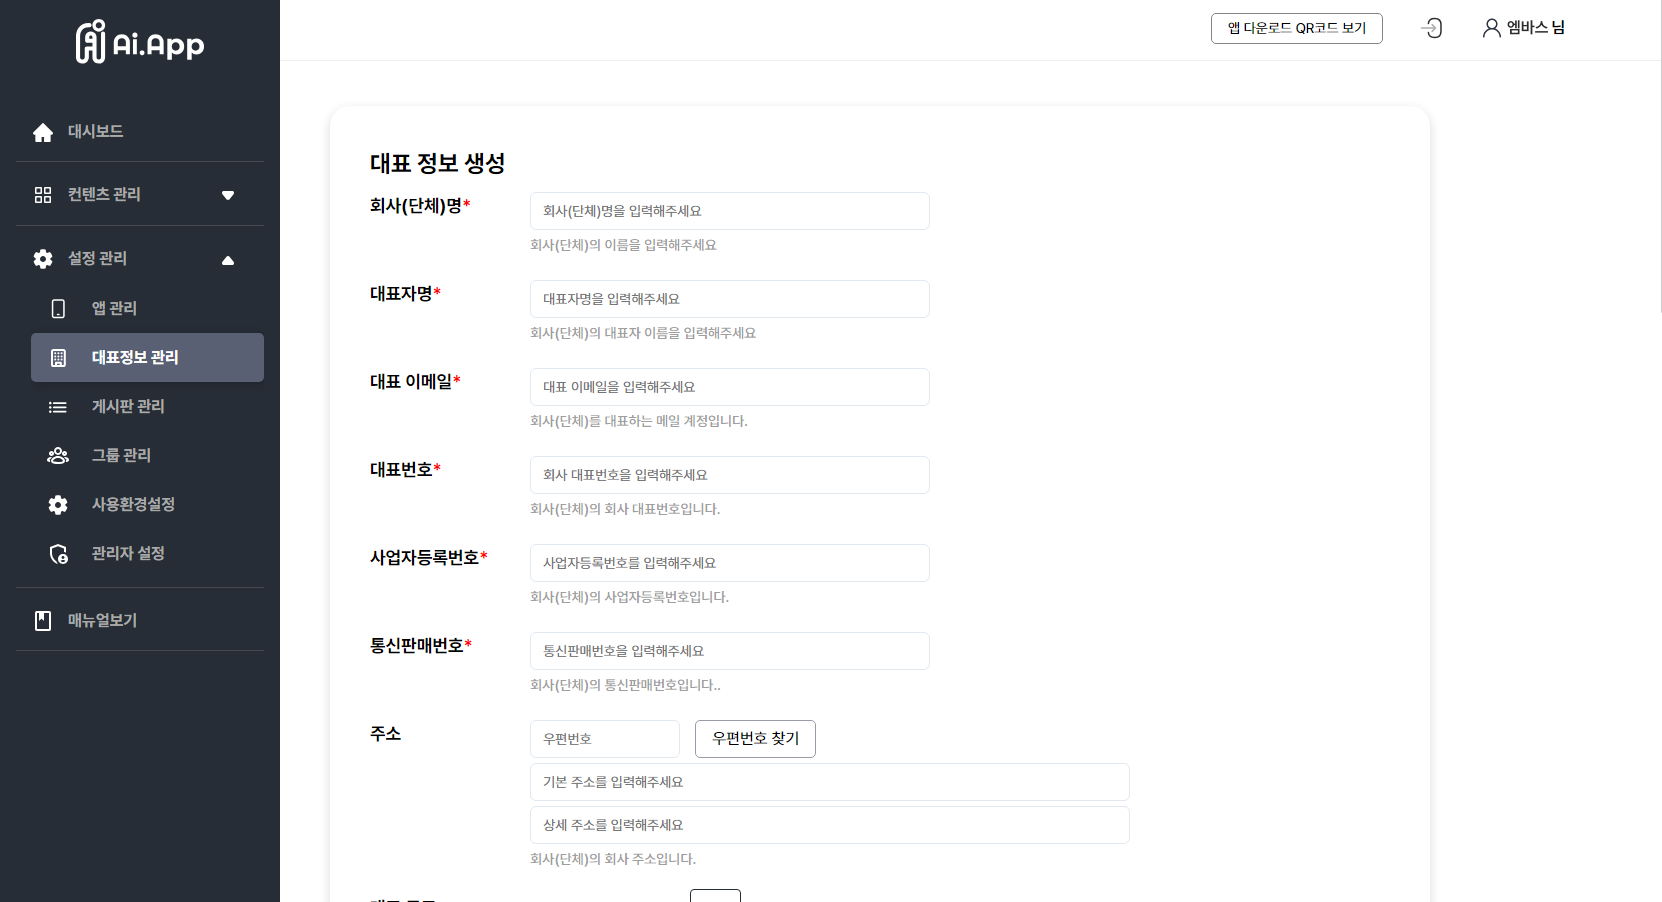 Ai.App
앱 다운로드 QR코드 보기
엠바스 님
대시보드
컨텐츠 관리
설정 관리
앱 관리
대표정보 관리
게시판 관리
그룹 관리
사용환경설정
관리자 설정
매뉴얼보기
대표 정보 생성
회사(단체)명*
회사(단체)명을 입력해주세요
회사(단체)의 이름을 입력해주세요
대표자명*
대표자명을 입력해주세요
회사(단체)의 대표자 이름을 입력해주세요
대표 이메일*
대표 이메일을 입력해주세요
회사(단체)를 대표하는 메일 계정입니다.
대표번호*
회사 대표번호을 입력해주세요
회사(단체)의 회사 대표번호입니다.
사업자등록번호*
사업자등록번호를 입력해주세요
회사(단체)의 사업자등록번호입니다.
통신판매번호*
통신판매번호을 입력해주세요
회사(단체)의 통신판매번호입니다..
주소
우편번호
우편번호 찾기
기본 주소를 입력해주세요
상세 주소를 입력해주세요
회사(단체)의 회사 주소입니다.